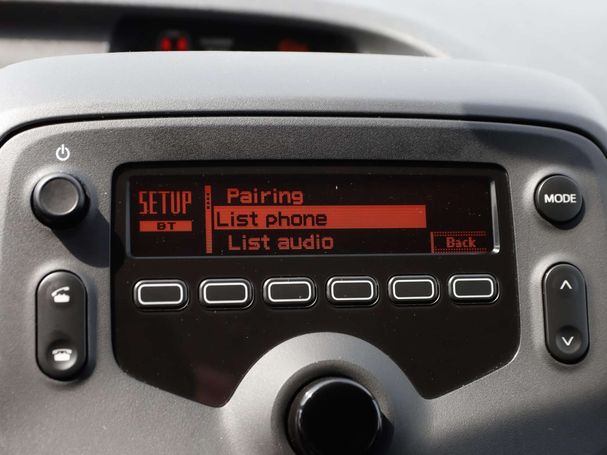 SETUP
BT
Pairing
List phone
List audio
Back
MODE